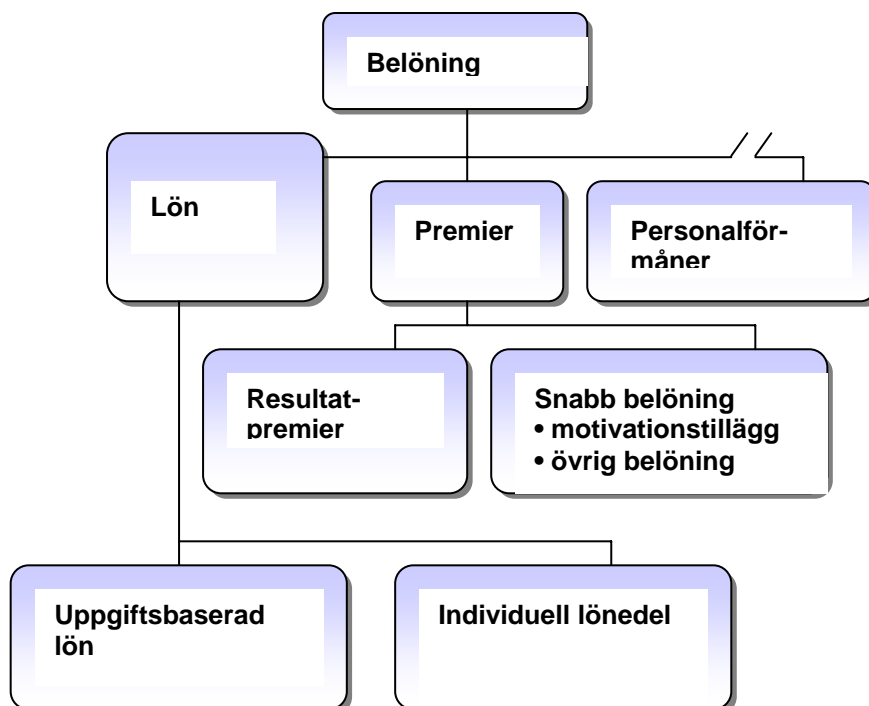 Belöning
Lön
Premier
Personalför-
måner
Resultat-
premier
Snabb belöning
• motivationstillägg
• övrig belöning
Uppgiftsbaserad
lön
Individuell lönedel